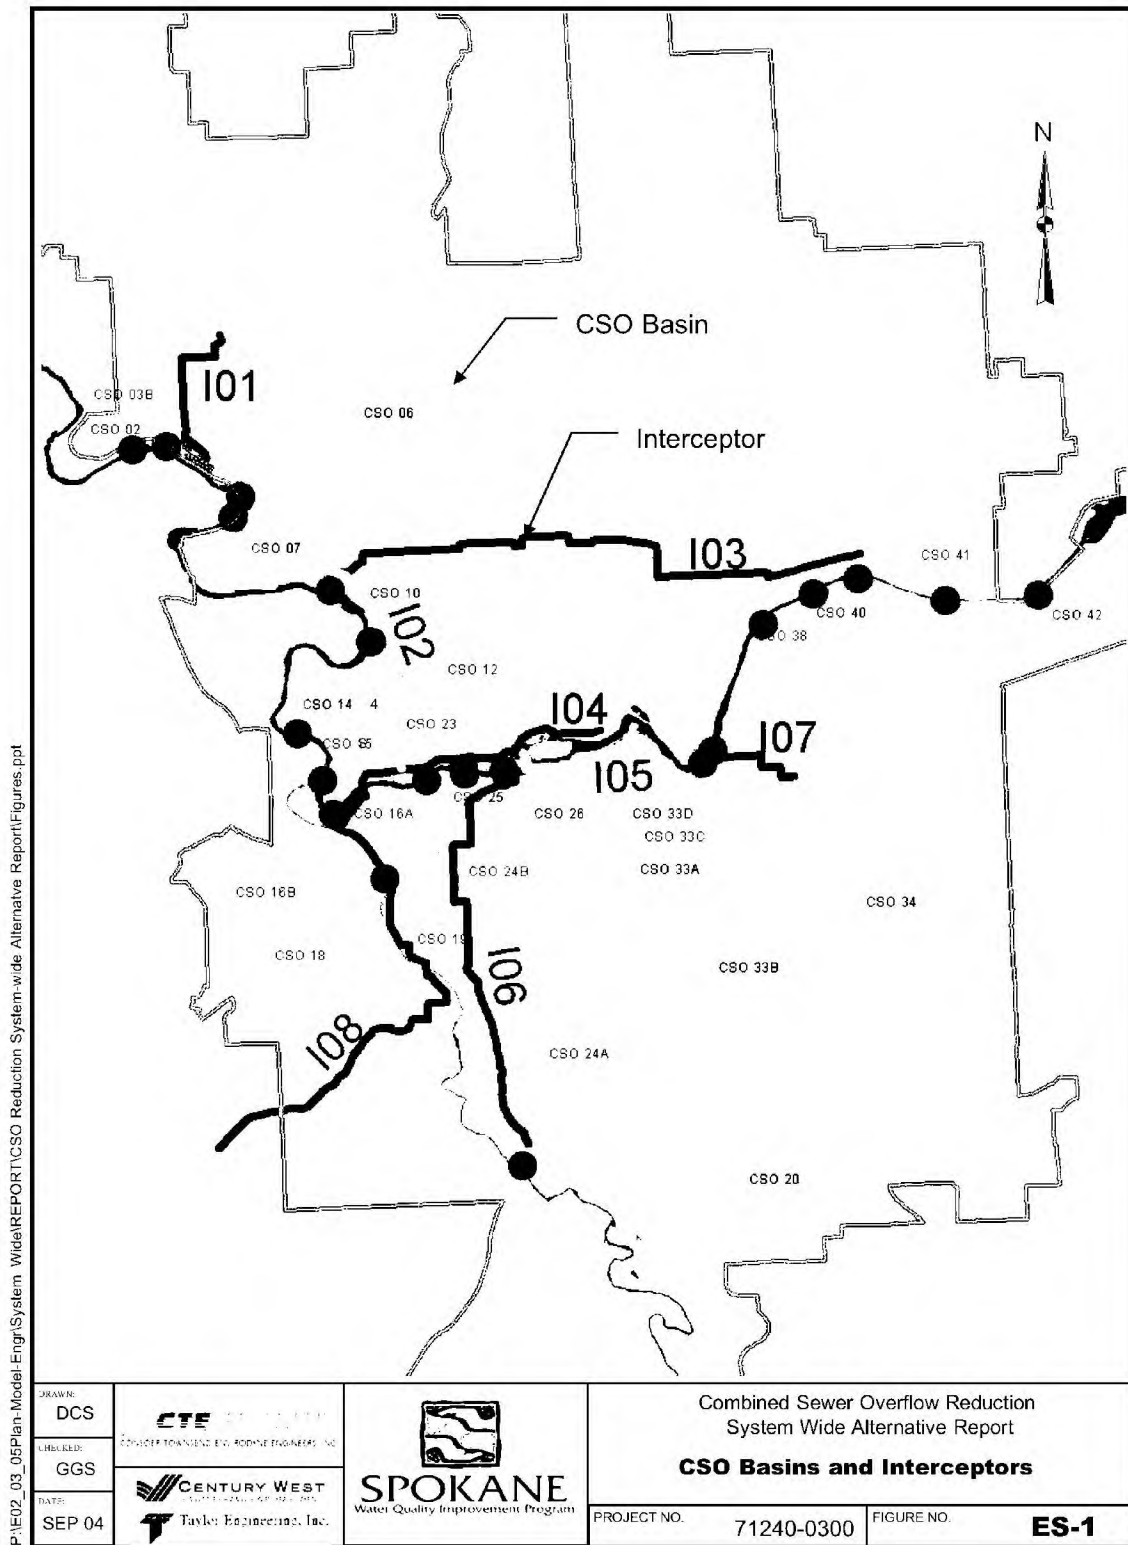 N
CSO Basin
CSO 03B
I01
CSO 06
CSO 02
Interceptor
CSO 07
I03
CSO 41
CSO 10
CSO 40
CSO 42
I02
38
CSO 12
CSO 14 4
I04
CSO 23
I07
CSO
I05
25
CSO 16A
CSO 26
CSO 33D
CSO 33C
CSO 24B
CSO 33A
CSO 16B
CSO 34
CSO 19
CSO 18
I06
CSO 33B
I08
CSO 24A
CSO 20
P:\E02_03_05Plan-Model-Engr\System Wide\REPORT\CSO Reduction System-wide Alternatve Report\Figures.ppt
DRAWN:
DCS
CHECKED:
GGS
DATE:
SEP 04
CTE
CENTURY WEST
Taylor Engineering, Inc.
SPOKANE
Water Quality Improvement Program
Combined Sewer Overflow Reduction
System Wide Alternative Report
CSO Basins and Interceptors
PROJECT NO.
71240-0300
FIGURE NO.
ES-1